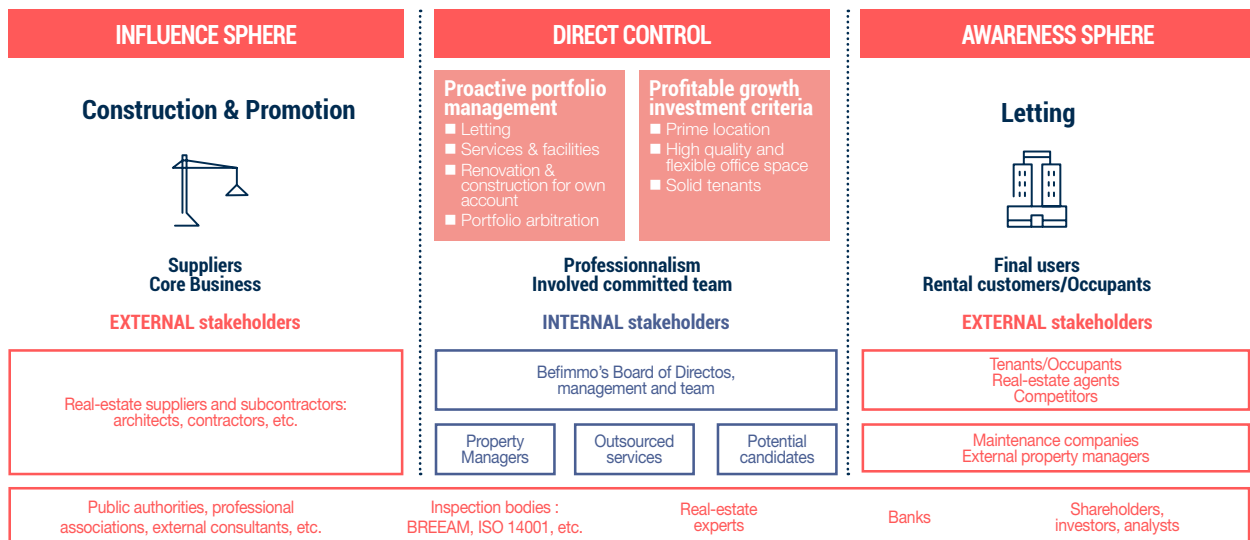 INFLUENCE SPHERE
Construction & Promotion
Suppliers
Core Business
EXTERNAL stakeholders
Real-estate suppliers and subcontractors:
architects, contractors, etc.
DIRECT CONTROL
Proactive portfolio
management
Letting
Services & facilities
Renovation &
construction for own
account
Portfolio arbitration
Profitable growth
investment criteria
Prime location
High quality and
flexible office space
Solid tenants
Professionnalism
Involved committed team
INTERNAL stakeholders
Befimmo's Board of Directos,
management and team
Property
Managers
Outsourced
services
Potential
candidates
AWARENESS SPHERE
Letting
Final users
Rental customers/Occupants
EXTERNAL stakeholders
Tenants/Occupants
Real-estate agents
Competitors
Maintenance companies
External property managers
Public authorities, professional
associations, external consultants, etc.
Inspection bodies :
BREEAM, ISO 14001, etc.
Real-estate
experts
Banks
Shareholders,
investors, analysts